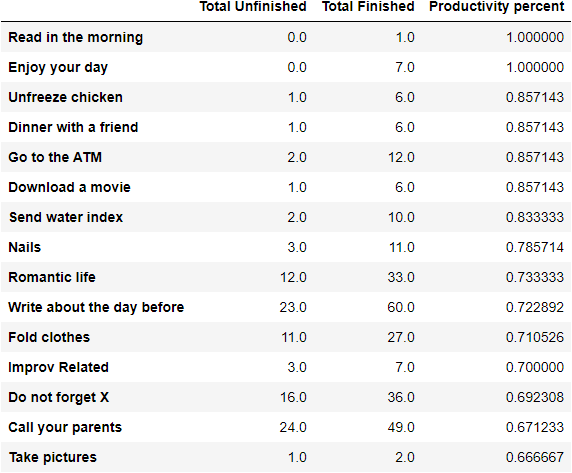 Total Unfinished Total Finished Productivity percent
Read in the morning 0.0 1.0 1.000000
Enjoy your day 0.0 7.0 1.000000
Unfreeze chicken 1.0 6.0 0.857143
Dinner with a friend 1.0 6.0 0.857143
Go to the ATM 2.0 12.0 0.857143
Download a movie 1.0 6.0 0.857143
Send water index 2.0 10.0 0.833333
Nails 3.0 11.0 0.785714
Romantic life 12.0 33.0 0.733333
Write about the day before 23.0 60.0 0.722892
Fold clothes 11.0 27.0 0.710526
Improv Related 3.0 7.0 0.700000
Do not forget X 16.0 36.0 0.692308
Call your parents 24.0 49.0 0.671233
Take pictures 1.0 2.0 0.666667